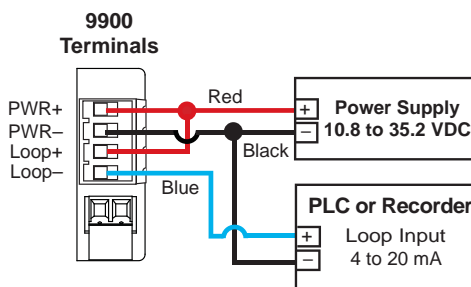 9900
Terminals
PWR+
PWR–
Loop+
Loop–
Red
Black
Blue
+
–
Power Supply
10.8 to 35.2 VDC
PLC or Recorder
+
–
Loop Input
4 to 20 mA